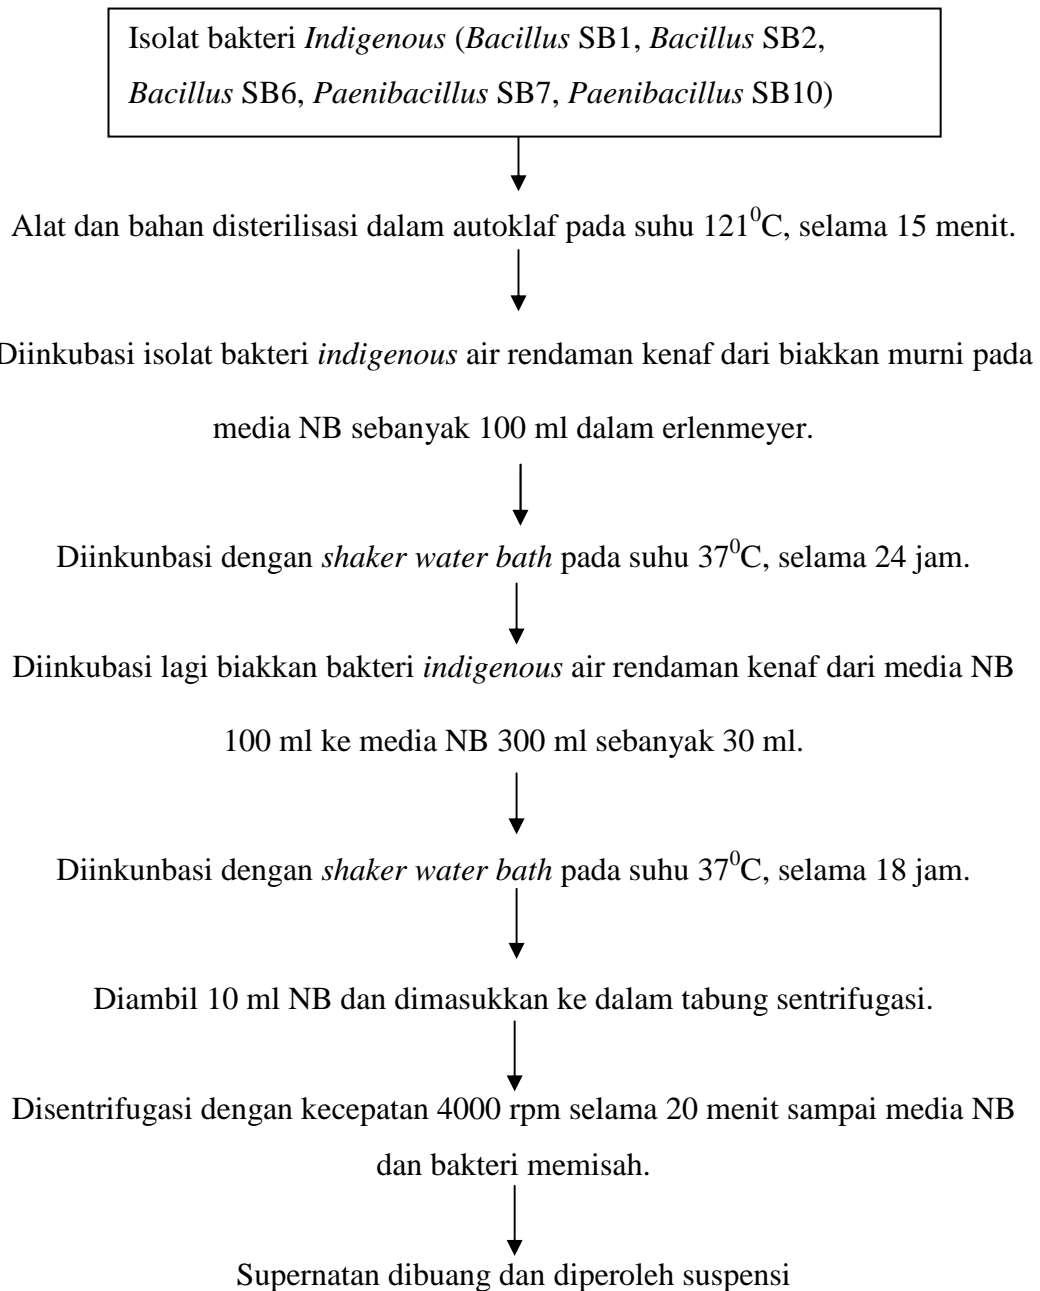 Isolat bakteri Indigenous (Bacillus SB1, Bacillus SB2,
Bacillus SB6, Paenibacillus SB7, Paenibacillus SB10)
Alat dan bahan disterilisasi dalam autoklaf pada suhu 121⁰C, selama 15 menit.
Diinkubasi isolat bakteri indigenous air rendaman kenaf dari biakkan murni pada
media NB sebanyak 100 ml dalam erlenmeyer.
Diinkunbasi dengan shaker water bath pada suhu 37⁰C, selama 24 jam.
Diinkubasi lagi biakkan bakteri indigenous air rendaman kenaf dari media NB
100 ml ke media NB 300 ml sebanyak 30 ml.
Diinkunbasi dengan shaker water bath pada suhu 37⁰C, selama 18 jam.
Diambil 10 ml NB dan dimasukkan ke dalam tabung sentrifugasi.
Disentrifugasi dengan kecepatan 4000 rpm selama 20 menit sampai media NB
dan bakteri memisah.
Supernatan dibuang dan diperoleh suspensi